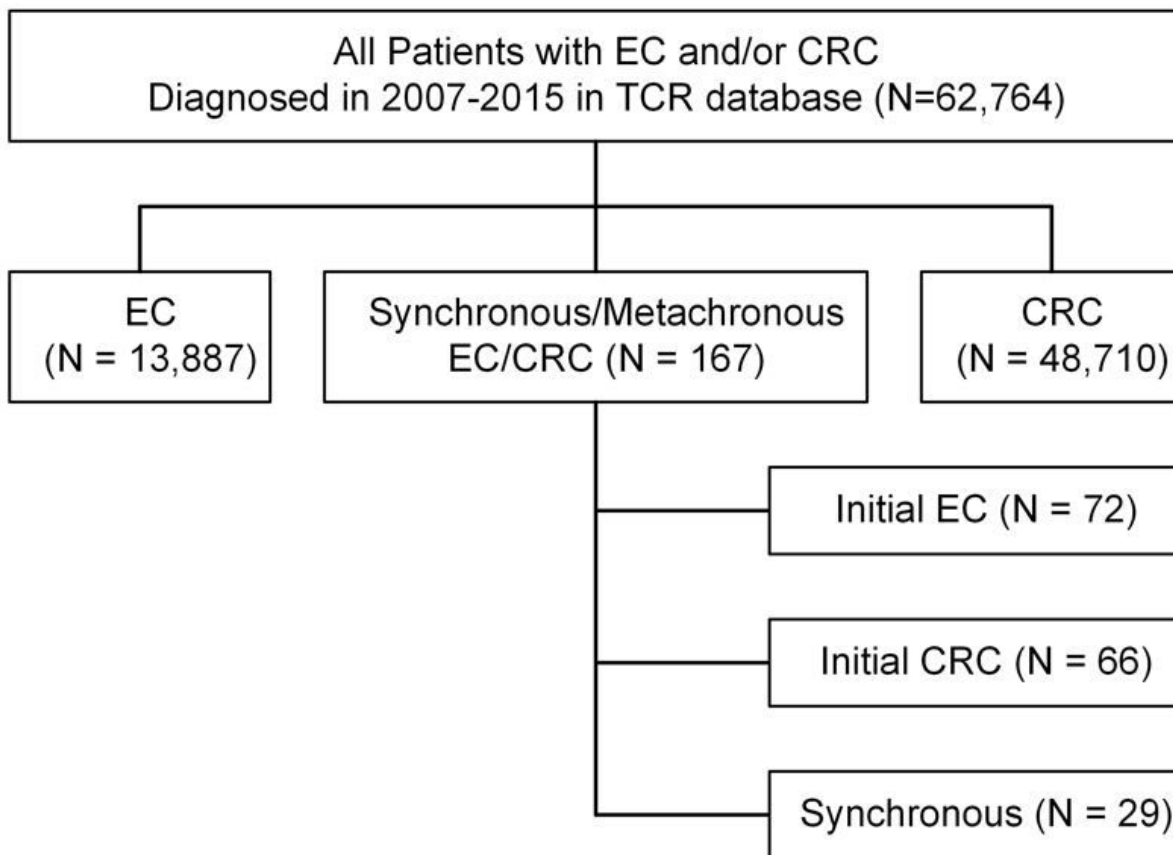 All Patients with EC and/or CRC
Diagnosed in 2007-2015 in TCR database (N=62,764)
EC
(N = 13,887)
Synchronous/Metachronous
EC/CRC (N = 167)
CRC
(N = 48,710)
Initial EC (N = 72)
Initial CRC (N = 66)
Synchronous (N = 29)